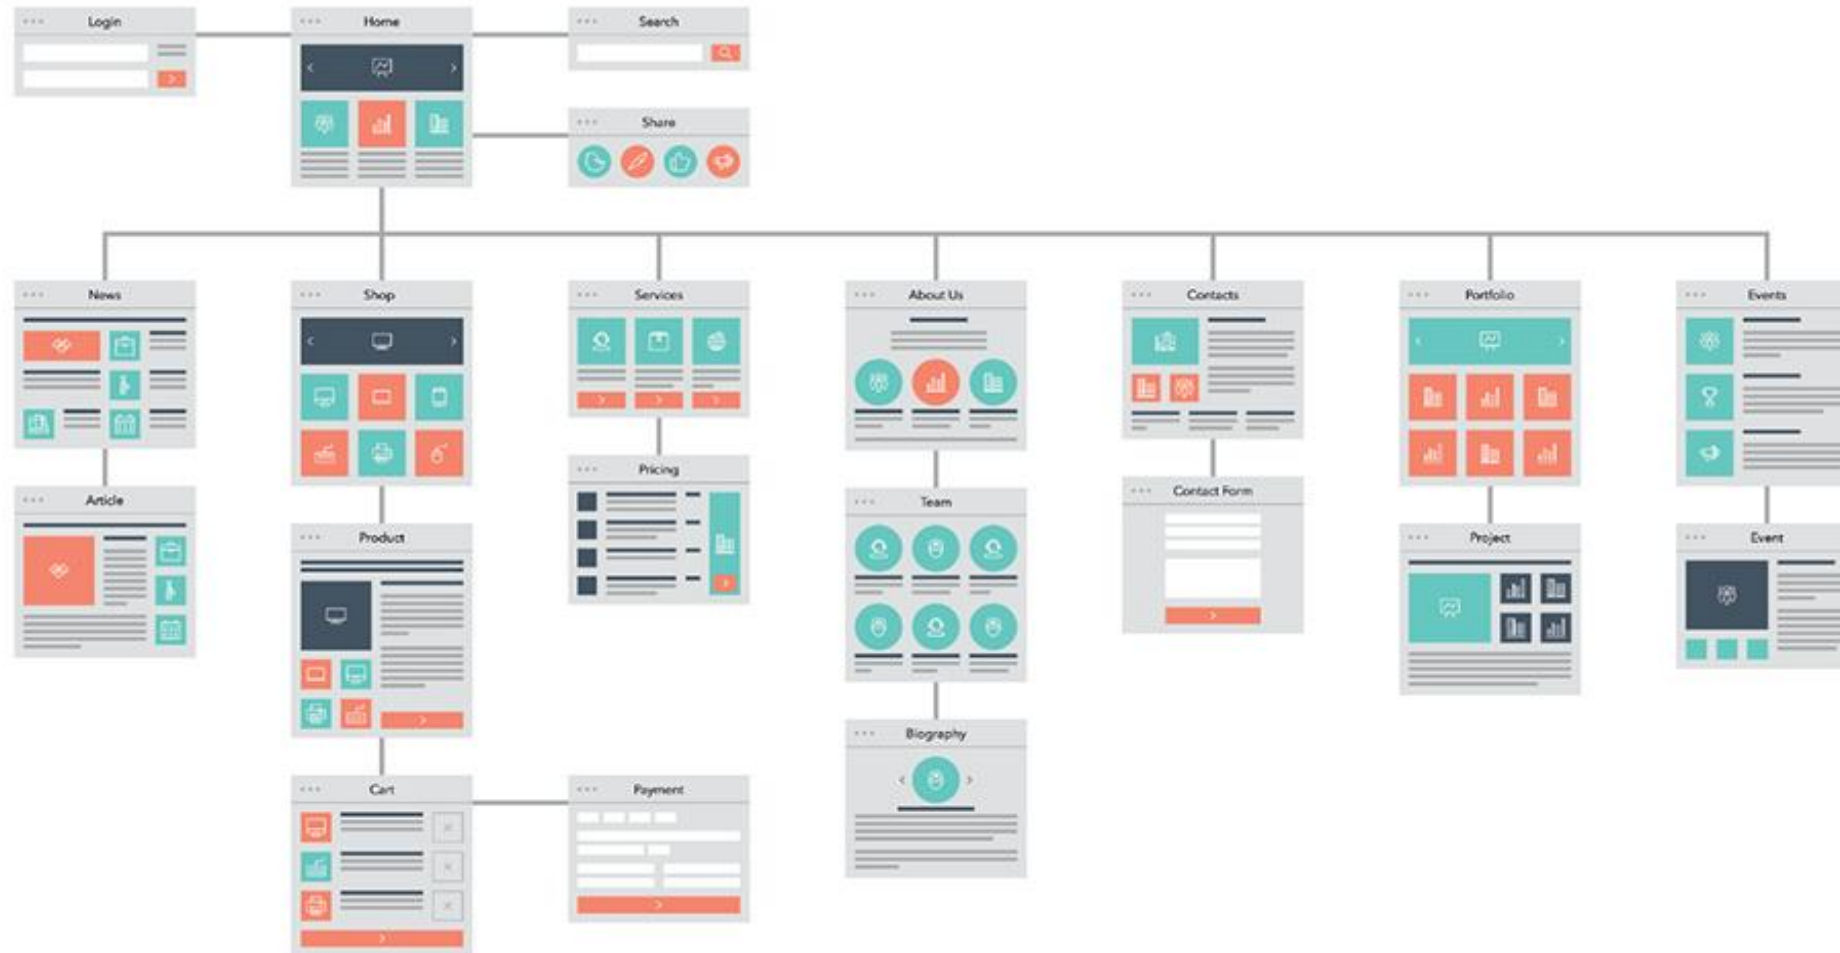 Login
Home
Search
Share
News
Shop
Services
About Us
Contacts
Portfolio
Events
Pricing
Article
Team
Contact Form
Product
Project
Event
Biography
Cart
Payment